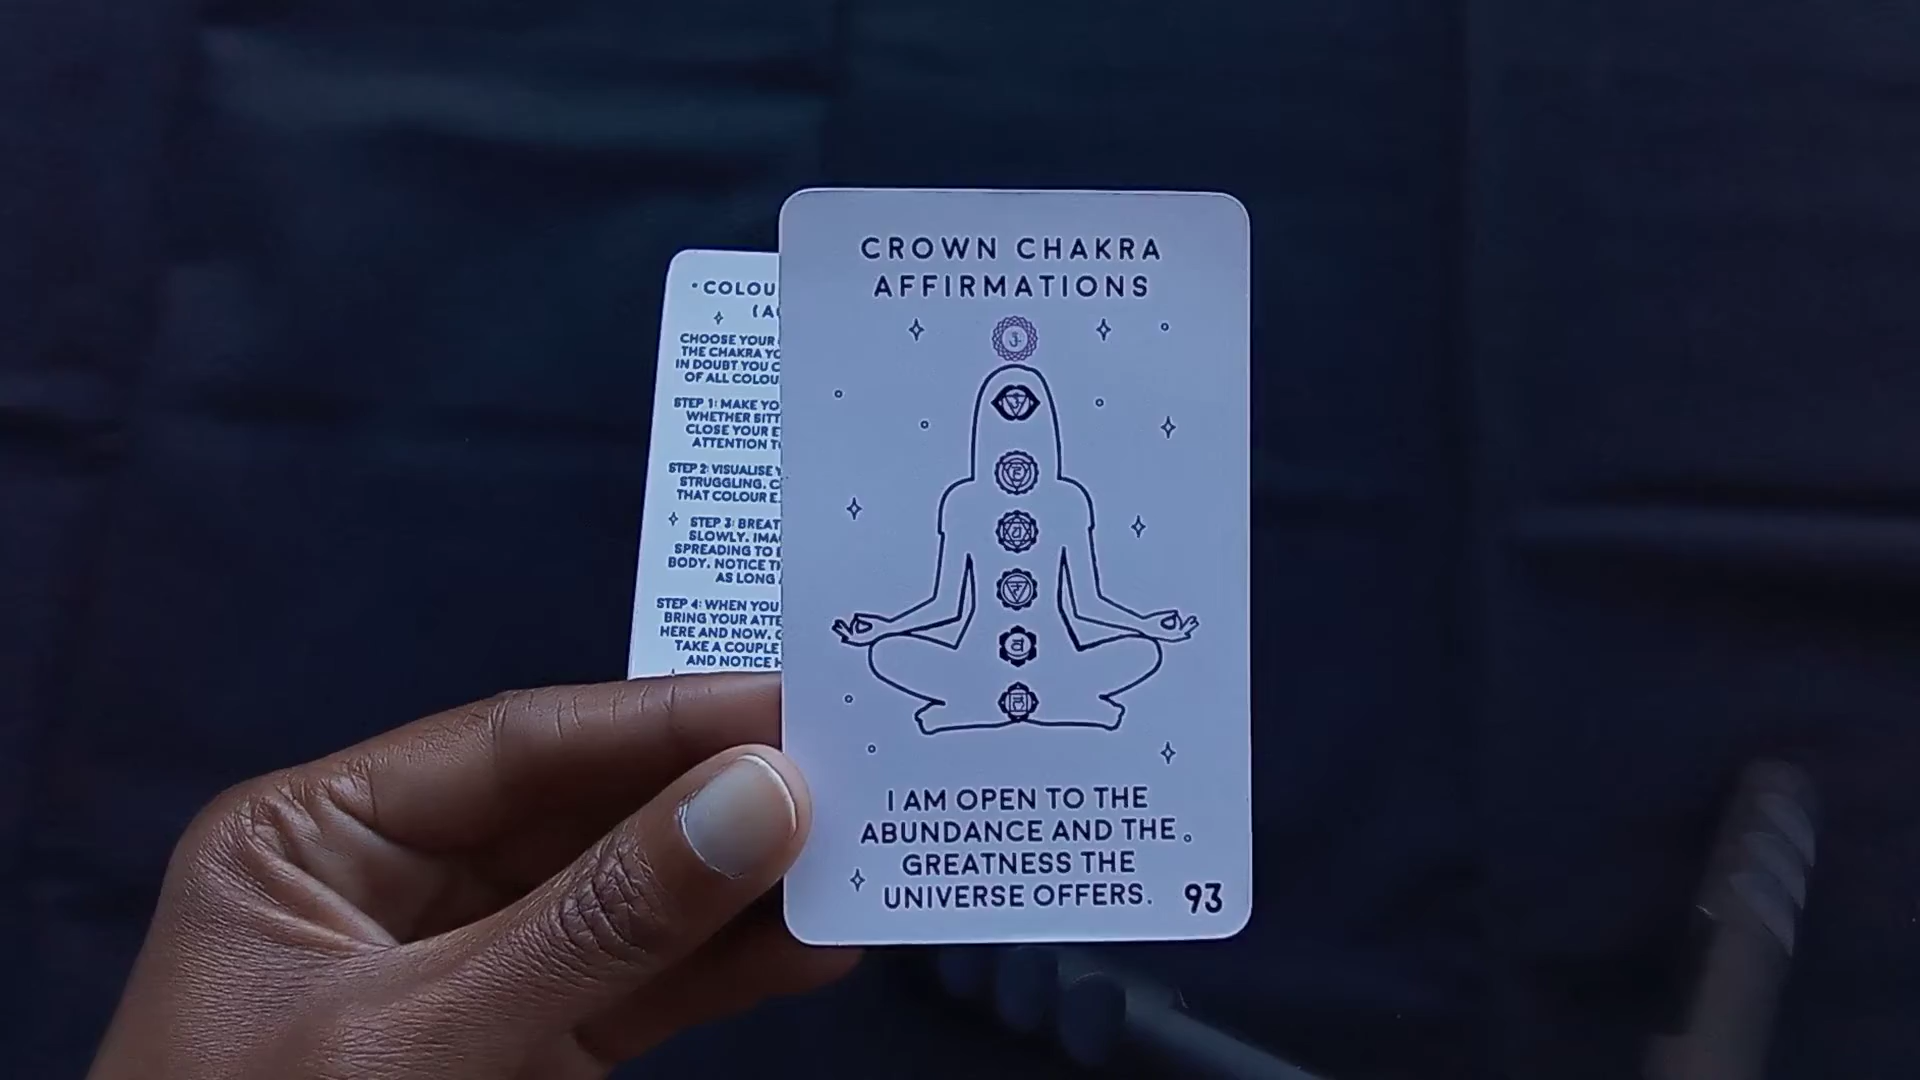 CROWN CHAKRA
AFFIRMATIONS
I AM OPEN TO THE
ABUNDANCE AND THE
GREATNESS THE
UNIVERSE OFFERS.
93
COLOU
(A
CHOOSE YOUR
THE CHAKRA YO
IN DOUBT YOU C
OF ALL COLOU
STEP 1: MAKE YO
WHETHER SITT
CLOSE YOUR E
ATTENTION T
STEP 2: VISUALISE
STRUGGLING. C
THAT COLOUR E
STEP 3: BREAT
SLOWLY. IMA
SPREADING TO
BODY. NOTICE T
AS LONG
STEP 4: WHEN YOU
BRING YOUR ATTE
HERE AND NOW.
TAKE A COUPLE
AND NOTICE H